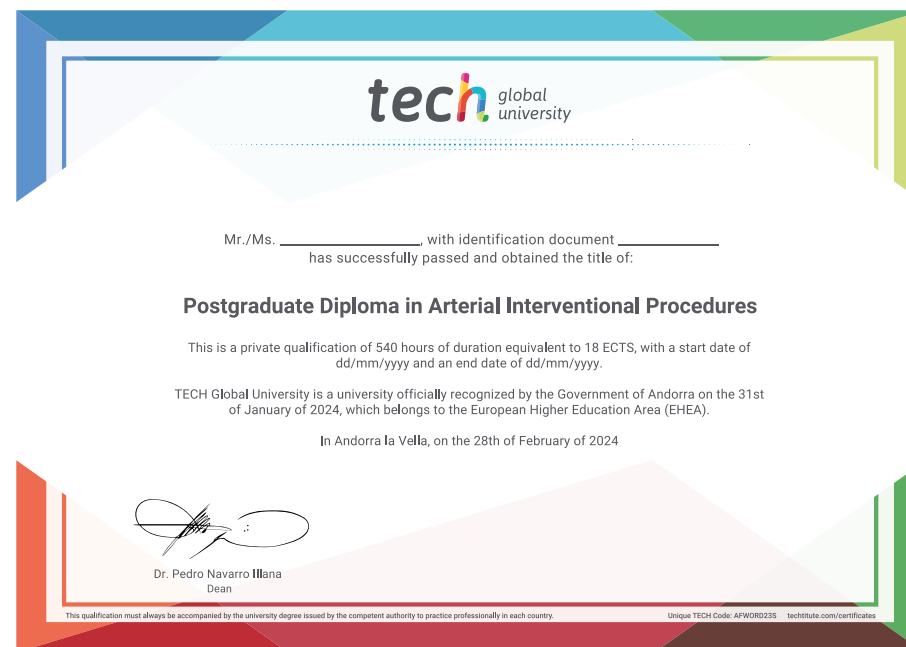 tech global university
Mr./Ms. ____________________, with identification document ______________
has successfully passed and obtained the title of:
Postgraduate Diploma in Arterial Interventional Procedures
This is a private qualification of 540 hours of duration equivalent to 18 ECTS, with a start date of
dd/mm/yyyy and an end date of dd/mm/yyyy.
TECH Global University is a university officially recognized by the Government of Andorra on the 31st
of January of 2024, which belongs to the European Higher Education Area (EHEA).
In Andorra la Vella, on the 28th of February of 2024
Dr. Pedro Navarro Illana
Dean
This qualification must always be accompanied by the university degree issued by the competent authority to practice professionally in each country.
Unique TECH Code: AFWORD23S techtitute.com/certificates